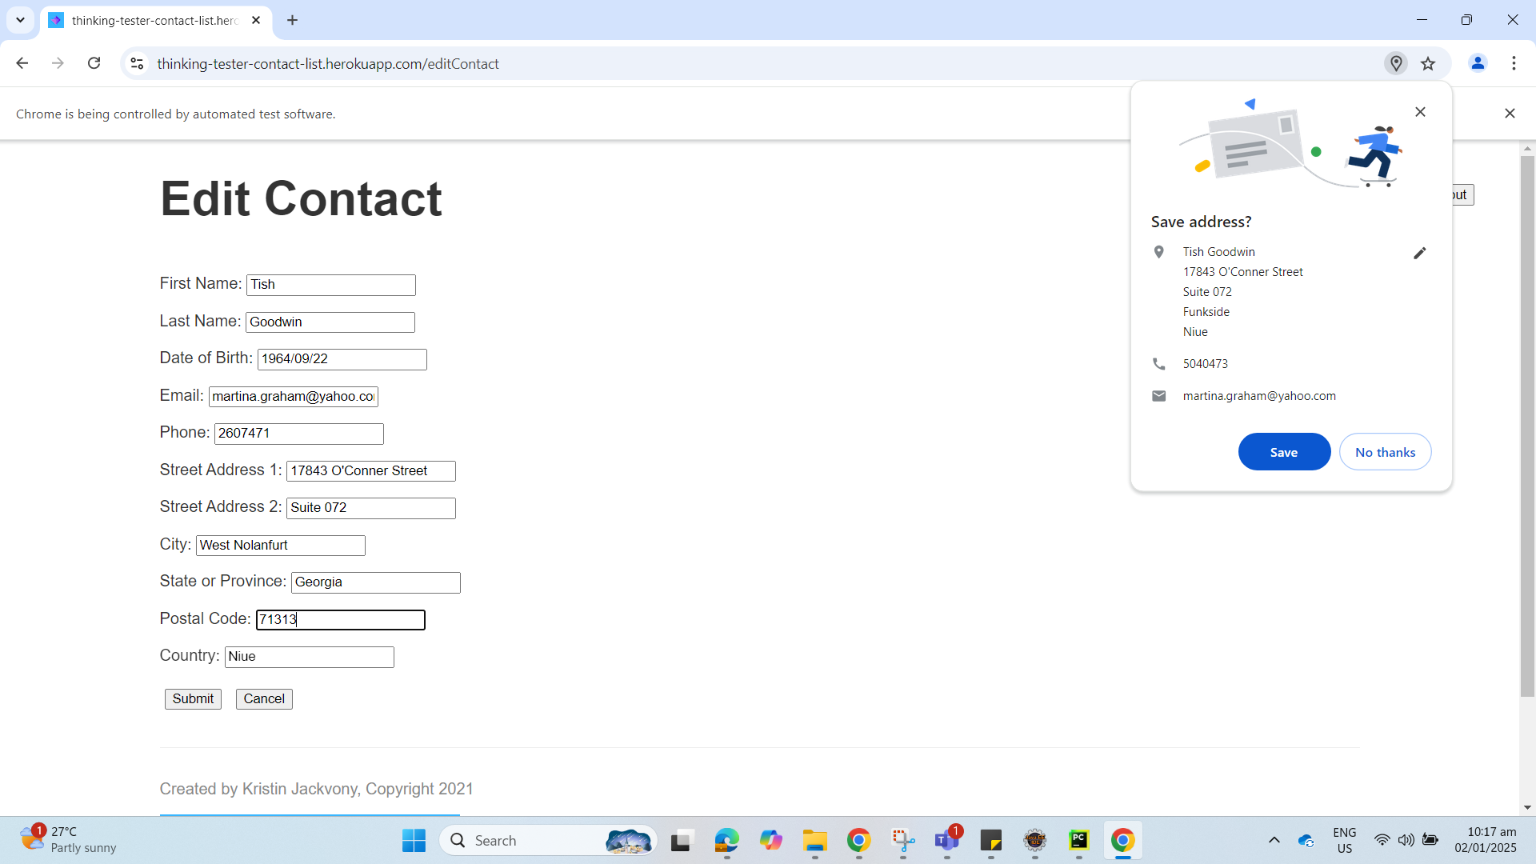 thinking-tester-contact-list.herc
thinking-tester-contact-list.herokuapp.com/editContact
Chrome is being controlled by automated test software.
Edit Contact
out
First Name: Tish
Last Name: Goodwin
Date of Birth: 1964/09/22
Email: martina.graham@yahoo.co
Phone: 2607471
Street Address 1: 17843 O'Conner Street
Street Address 2: Suite 072
City: West Nolanfurt
State or Province: Georgia
Postal Code: 71313
Country: Niue
Submit Cancel
Created by Kristin Jackvony, Copyright 2021
Save address?
Tish Goodwin
17843 O'Conner Street
Suite 072
Funkside
Niue
5040473
martina.graham@yahoo.com
Save No thanks
1
27°C
Partly sunny
Search
1
PC
ENG
US
10:17 am
02/01/2025